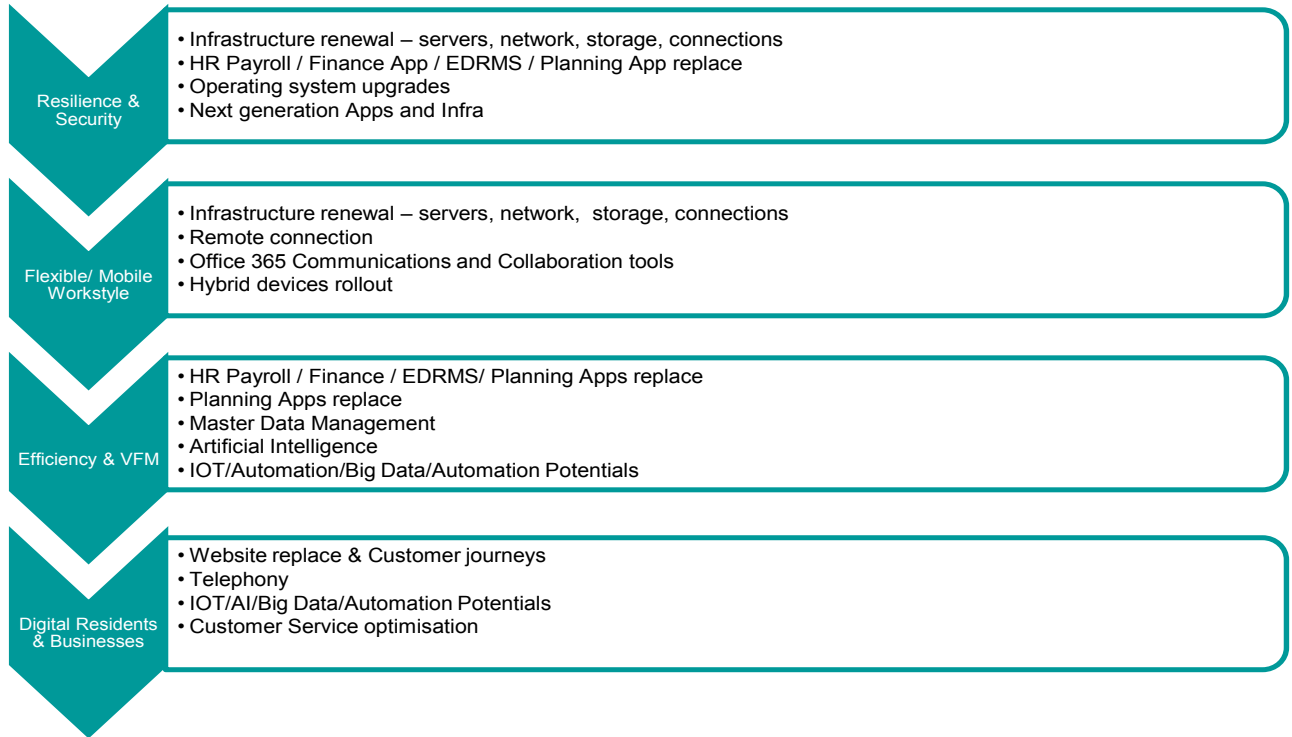 Resilience &
Security
• Infrastructure renewal – servers, network, storage, connections
• HR Payroll / Finance App / EDRMS / Planning App replace
• Operating system upgrades
• Next generation Apps and Infra
Flexible/ Mobile
Workstyle
• Infrastructure renewal – servers, network,  storage, connections
• Remote connection
• Office 365 Communications and Collaboration tools
• Hybrid devices rollout
Efficiency & VFM
• HR Payroll / Finance / EDRMS/ Planning Apps replace
• Planning Apps replace
• Master Data Management
• Artificial Intelligence
• IOT/Automation/Big Data/Automation Potentials
Digital Residents
& Businesses
• Website replace & Customer journeys
• Telephony
• IOT/AI/Big Data/Automation Potentials
• Customer Service optimisation